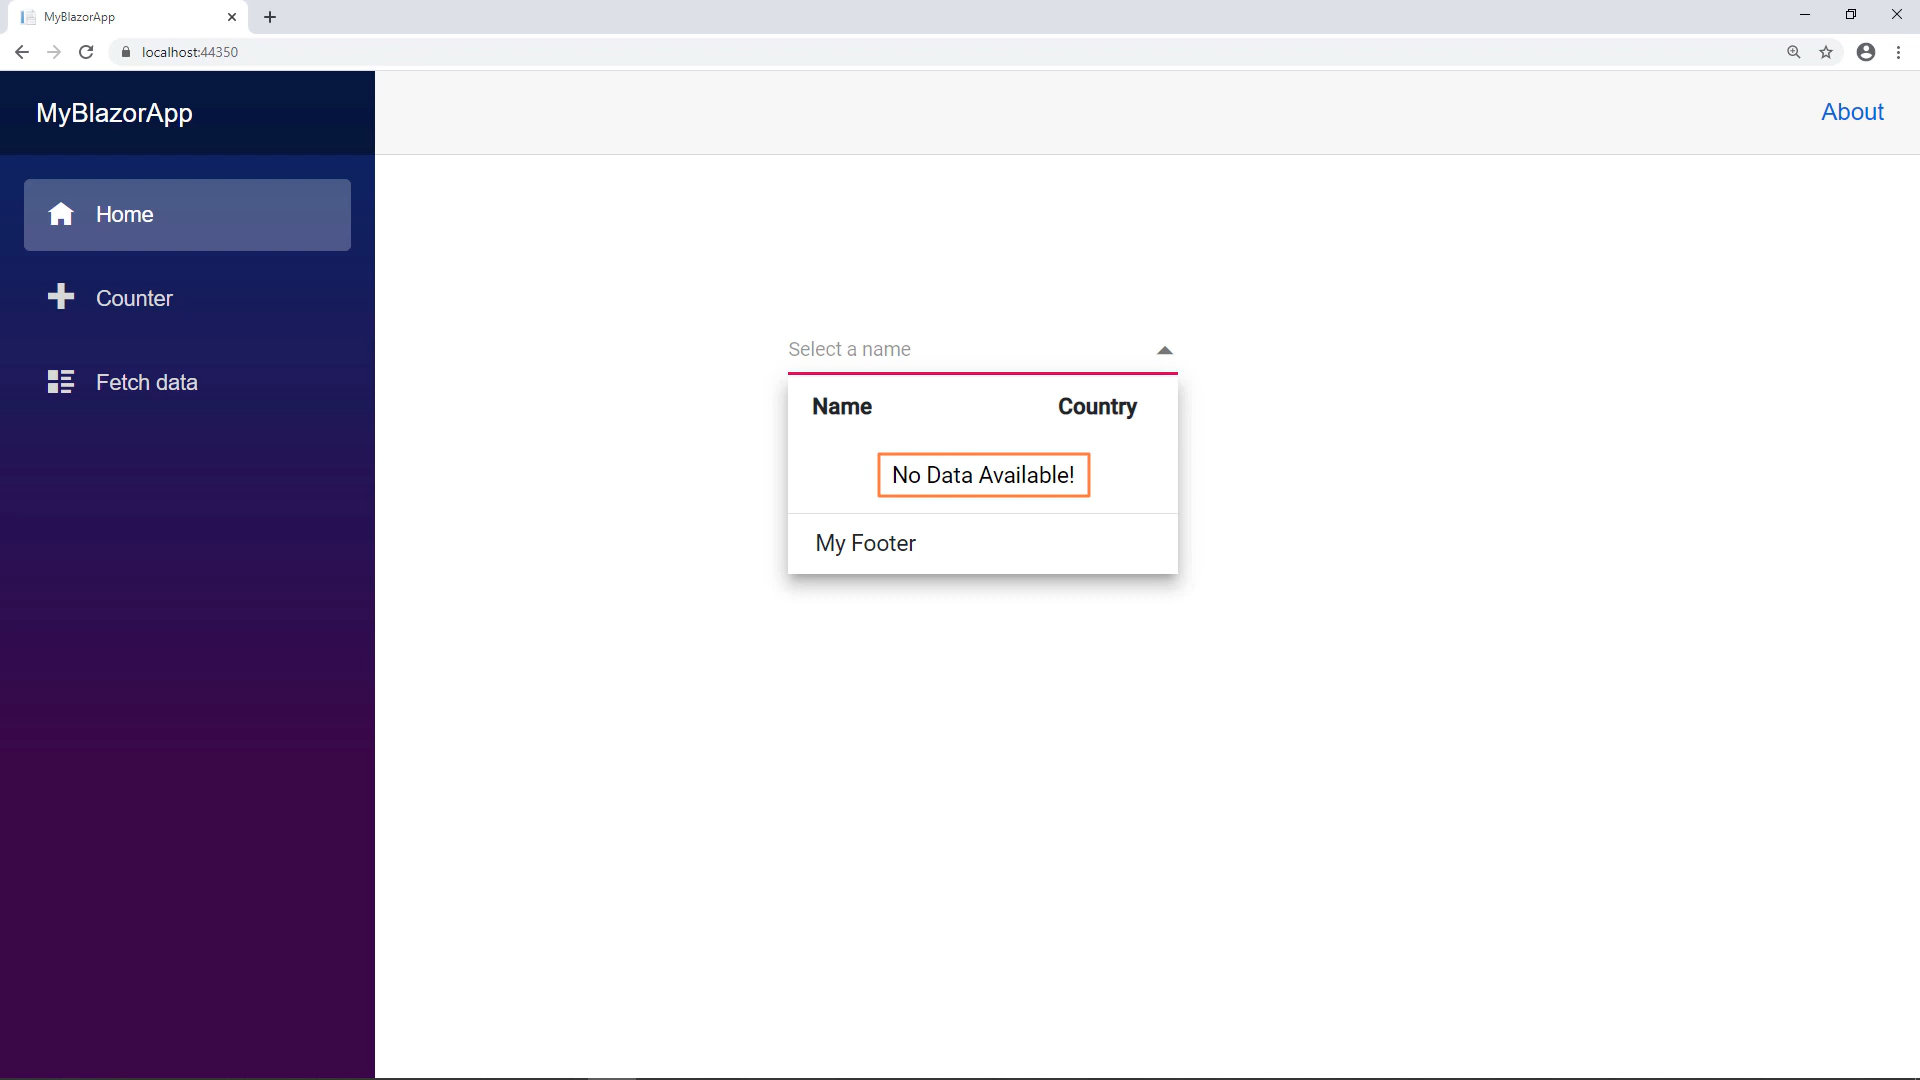 MyBlazorApp
localhost:44350
MyBlazorApp
About
Home
Counter
Fetch data
Select a name
Name Country
No Data Available!
My Footer